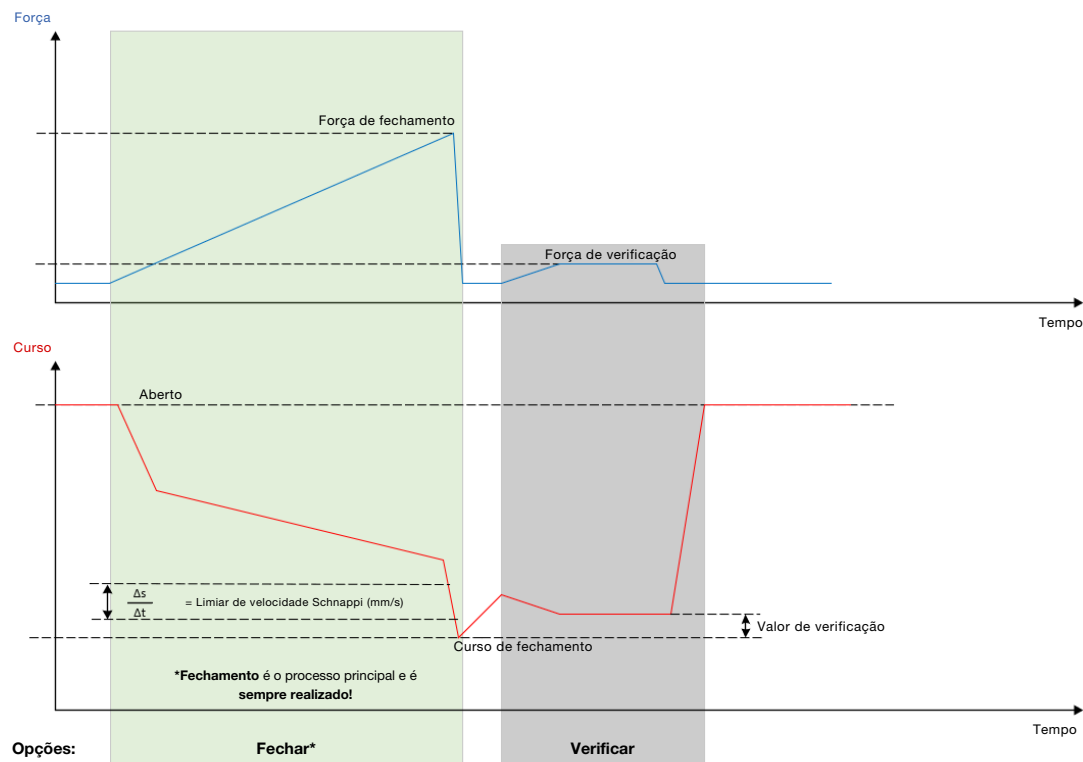 Força
Força de fechamento
Força de verificação
Tempo
Curso
Aberto
Δs
Δt
= Limiar de velocidade Schnappi (mm/s)
Valor de verificação
Curso de fechamento
*Fechamento é o processo principal e é
sempre realizado!
Tempo
Opções:
Fechar*
Verificar